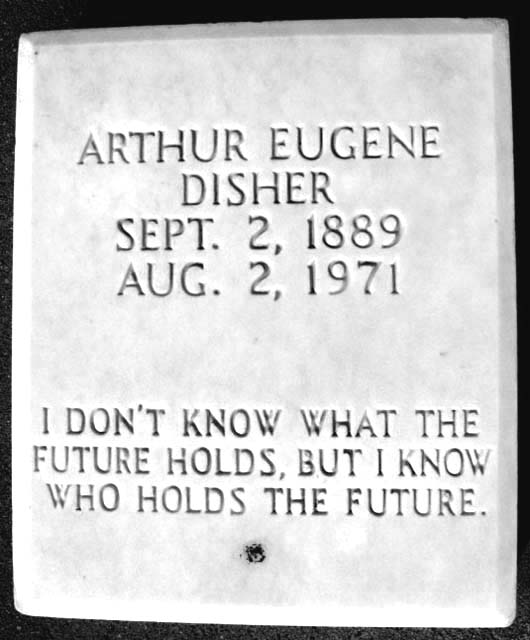 ARTHUR EUGENE
DISHER
SEPT. 2, 1889
AUG. 2, 1971
I DON'T KNOW WHAT THE
FUTURE HOLDS, BUT I KNOW
WHO HOLDS THE FUTURE.